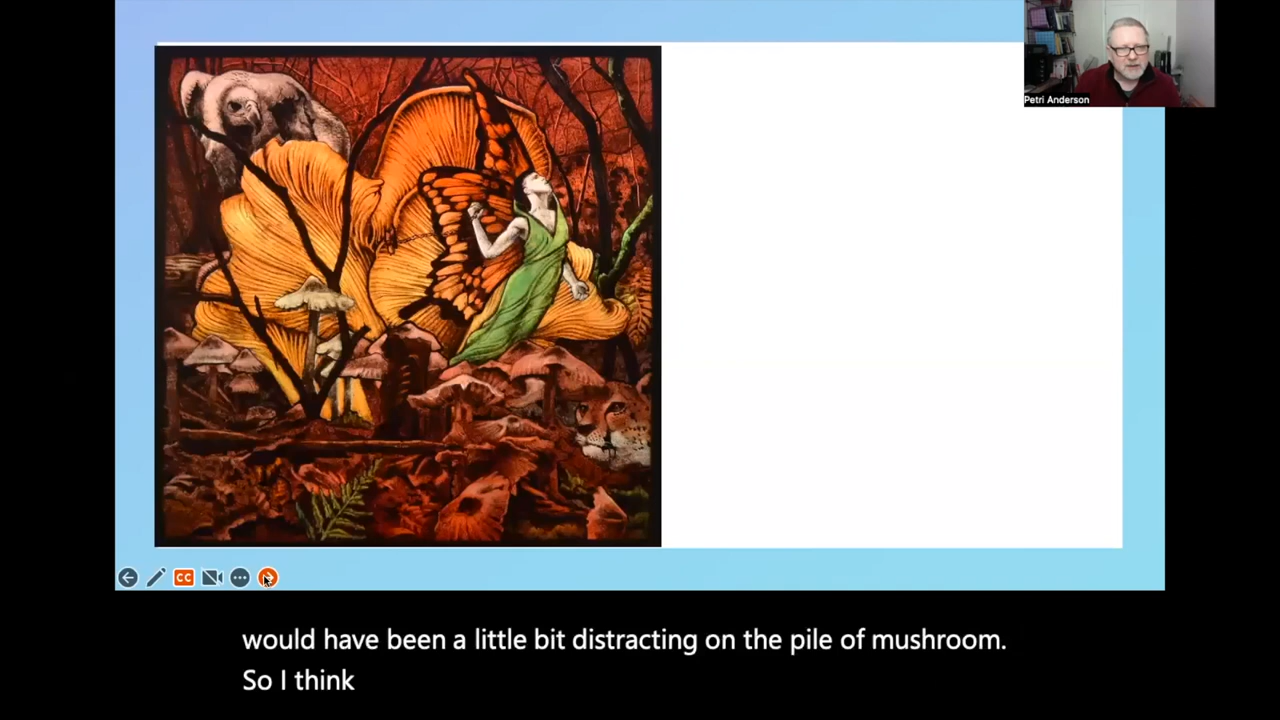 Petri Anderson
CC
would have been a little bit distracting on the pile of mushroom.
So I think